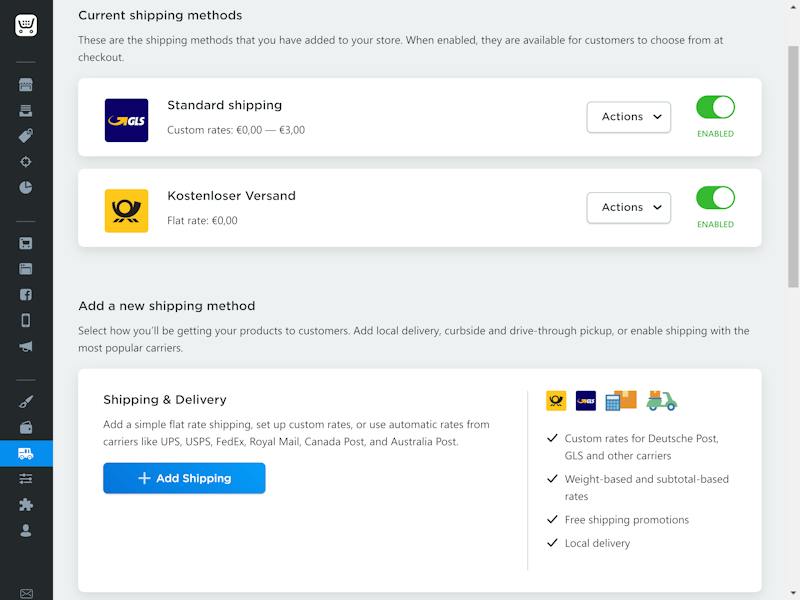 Current shipping methods
These are the shipping methods that you have added to your store. When enabled, they are available for customers to choose from at
checkout.
GLS
Standard shipping
Custom rates: €0,00 — €3,00
Actions
ENABLED
Kostenloser Versand
Flat rate: €0,00
Actions
ENABLED
Add a new shipping method
Select how you'll be getting your products to customers. Add local delivery, curbside and drive-through pickup, or enable shipping with the
most popular carriers.
Shipping & Delivery
Add a simple flat rate shipping, set up custom rates, or use automatic rates from
carriers like UPS, USPS, FedEx, Royal Mail, Canada Post, and Australia Post.
Add Shipping
GLS
Custom rates for Deutsche Post,
GLS and other carriers
Weight-based and subtotal-based
rates
Free shipping promotions
Local delivery